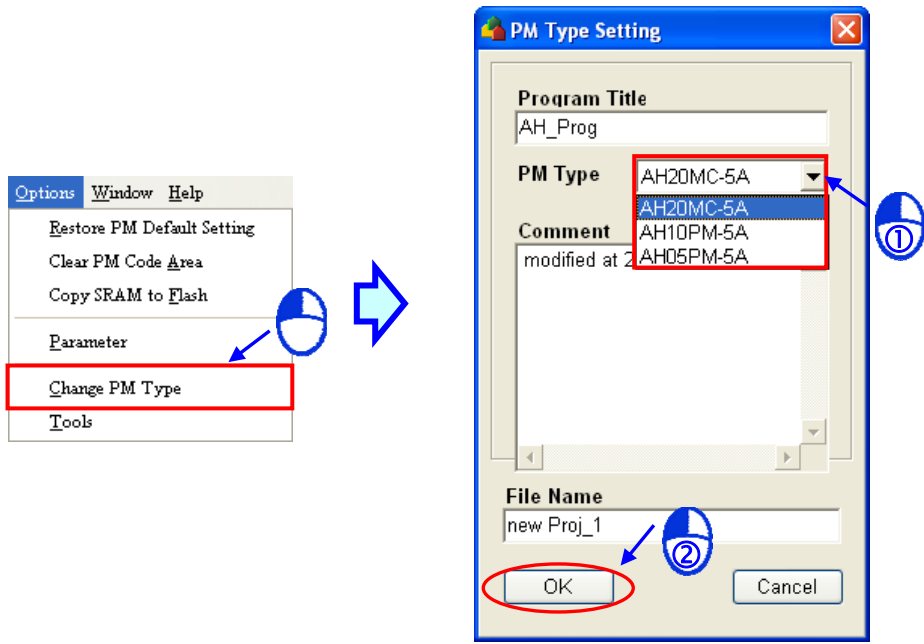 Options Window Help
Restore PM Default Setting
Clear PM Code Area
Copy SRAM to Flash
Parameter
Change PM Type
Tools
PM Type Setting
Program Title
AH_Prog
PM Type
AH20MC-5A
AH20MC-5A
AH10PM-5A
AH05PM-5A
①
Comment
modified at 2
File Name
new Proj_1
②
OK
Cancel